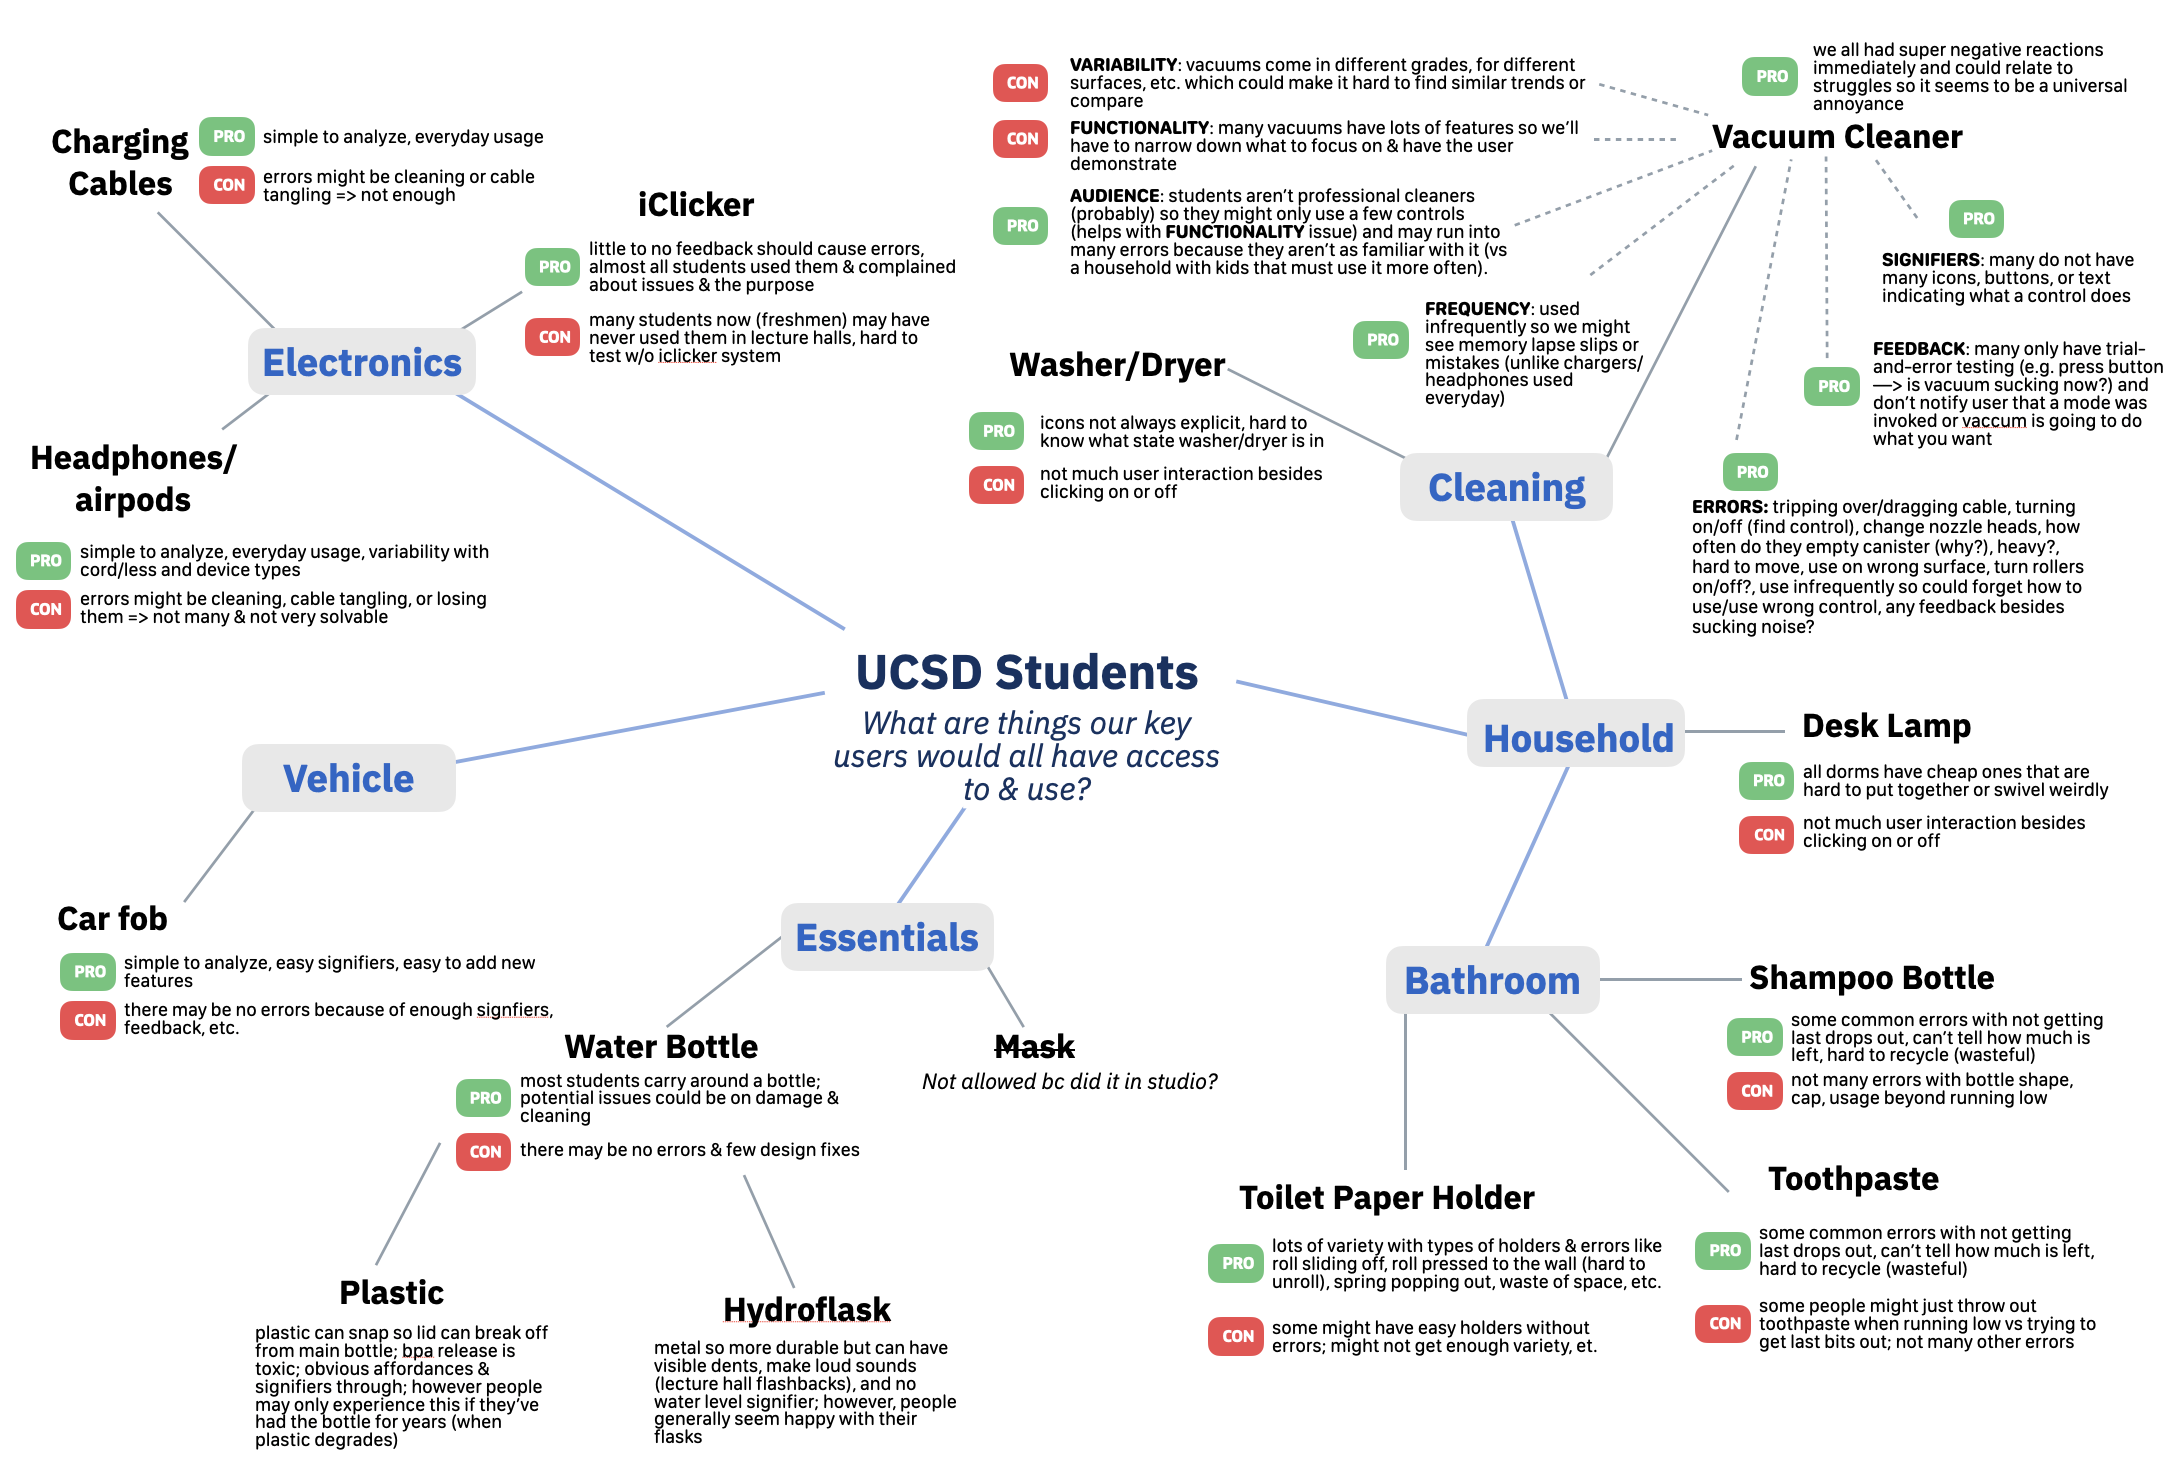 Charging
Cables
PRO
simple to analyze, everyday usage
CON
errors might be cleaning or cable
tangling => not enough
iClicker
PRO
little to no feedback should cause errors,
almost all students used them & complained
about issues & the purpose
CON
many students now (freshmen) may have
never used them in lecture halls, hard to
test w/o iclicker system
Electronics
Headphones/
airpods
PRO
simple to analyze, everyday usage, variability with
cord/less and device types
CON
errors might be cleaning, cable tangling, or losing
them => not many & not very solvable
CON
VARIABILITY: vacuums come in different grades, for different
surfaces, etc. which could make it hard to find similar trends or
compare
CON
FUNCTIONALITY: many vacuums have lots of features so we'll
have to narrow down what to focus on & have the user
demonstrate
PRO
AUDIENCE: students aren't professional cleaners
(probably) so they might only use a few controls
(helps with FUNCTIONALITY issue) and may run into
many errors because they aren't as familiar with it (vs
a household with kids that must use it more often).
PRO
we all had super negative reactions
immediately and could relate to
struggles so it seems to be a universal
annoyance
Vacuum Cleaner
PRO
SIGNIFIERS: many do not have
many icons, buttons, or text
indicating what a control does
PRO
FREQUENCY: used
infrequently so we might
see memory lapse slips or
mistakes (unlike chargers/
headphones used
everyday)
PRO
FEEDBACK: many only have trial-
and-error testing (e.g. press button
—> is vacuum sucking now?) and
don't notify user that a mode was
invoked or vaccum is going to do
what you want
PRO
ERRORS: tripping over/dragging cable, turning
on/off (find control), change nozzle heads, how
often do they empty canister (why?), heavy?,
hard to move, use on wrong surface, turn rollers
on/off?, use infrequently so could forget how to
use/use wrong control, any feedback besides
sucking noise?
Washer/Dryer
PRO
icons not always explicit, hard to
know what state washer/dryer is in
CON
not much user interaction besides
clicking on or off
Cleaning
UCSD Students
What are things our key
users would all have access
to & use?
Household
Desk Lamp
PRO
all dorms have cheap ones that are
hard to put together or swivel weirdly
CON
not much user interaction besides
clicking on or off
Vehicle
Car fob
PRO
simple to analyze, easy signifiers, easy to add new
features
CON
there may be no errors because of enough signfiers,
feedback, etc.
Essentials
Water Bottle
PRO
most students carry around a bottle;
potential issues could be on damage &
cleaning
CON
there may be no errors & few design fixes
Mask
Not allowed bc did it in studio?
Plastic
plastic can snap so lid can break off
from main bottle; bpa release is
toxic; obvious affordances &
signifiers through; however people
may only experience this if they've
had the bottle for years (when
plastic degrades)
Hydroflask
metal so more durable but can have
visible dents, make loud sounds
(lecture hall flashbacks), and no
water level signifier; however, people
generally seem happy with their
flasks
Bathroom
Shampoo Bottle
PRO
some common errors with not getting
last drops out, can't tell how much is
left, hard to recycle (wasteful)
CON
not many errors with bottle shape,
cap, usage beyond running low
Toilet Paper Holder
PRO
lots of variety with types of holders & errors like
roll sliding off, roll pressed to the wall (hard to
unroll), spring popping out, waste of space, etc.
CON
some might have easy holders without
errors; might not get enough variety, et.
Toothpaste
PRO
some common errors with not getting
last drops out, can't tell how much is left,
hard to recycle (wasteful)
CON
some people might just throw out
toothpaste when running low vs trying to
get last bits out; not many other errors